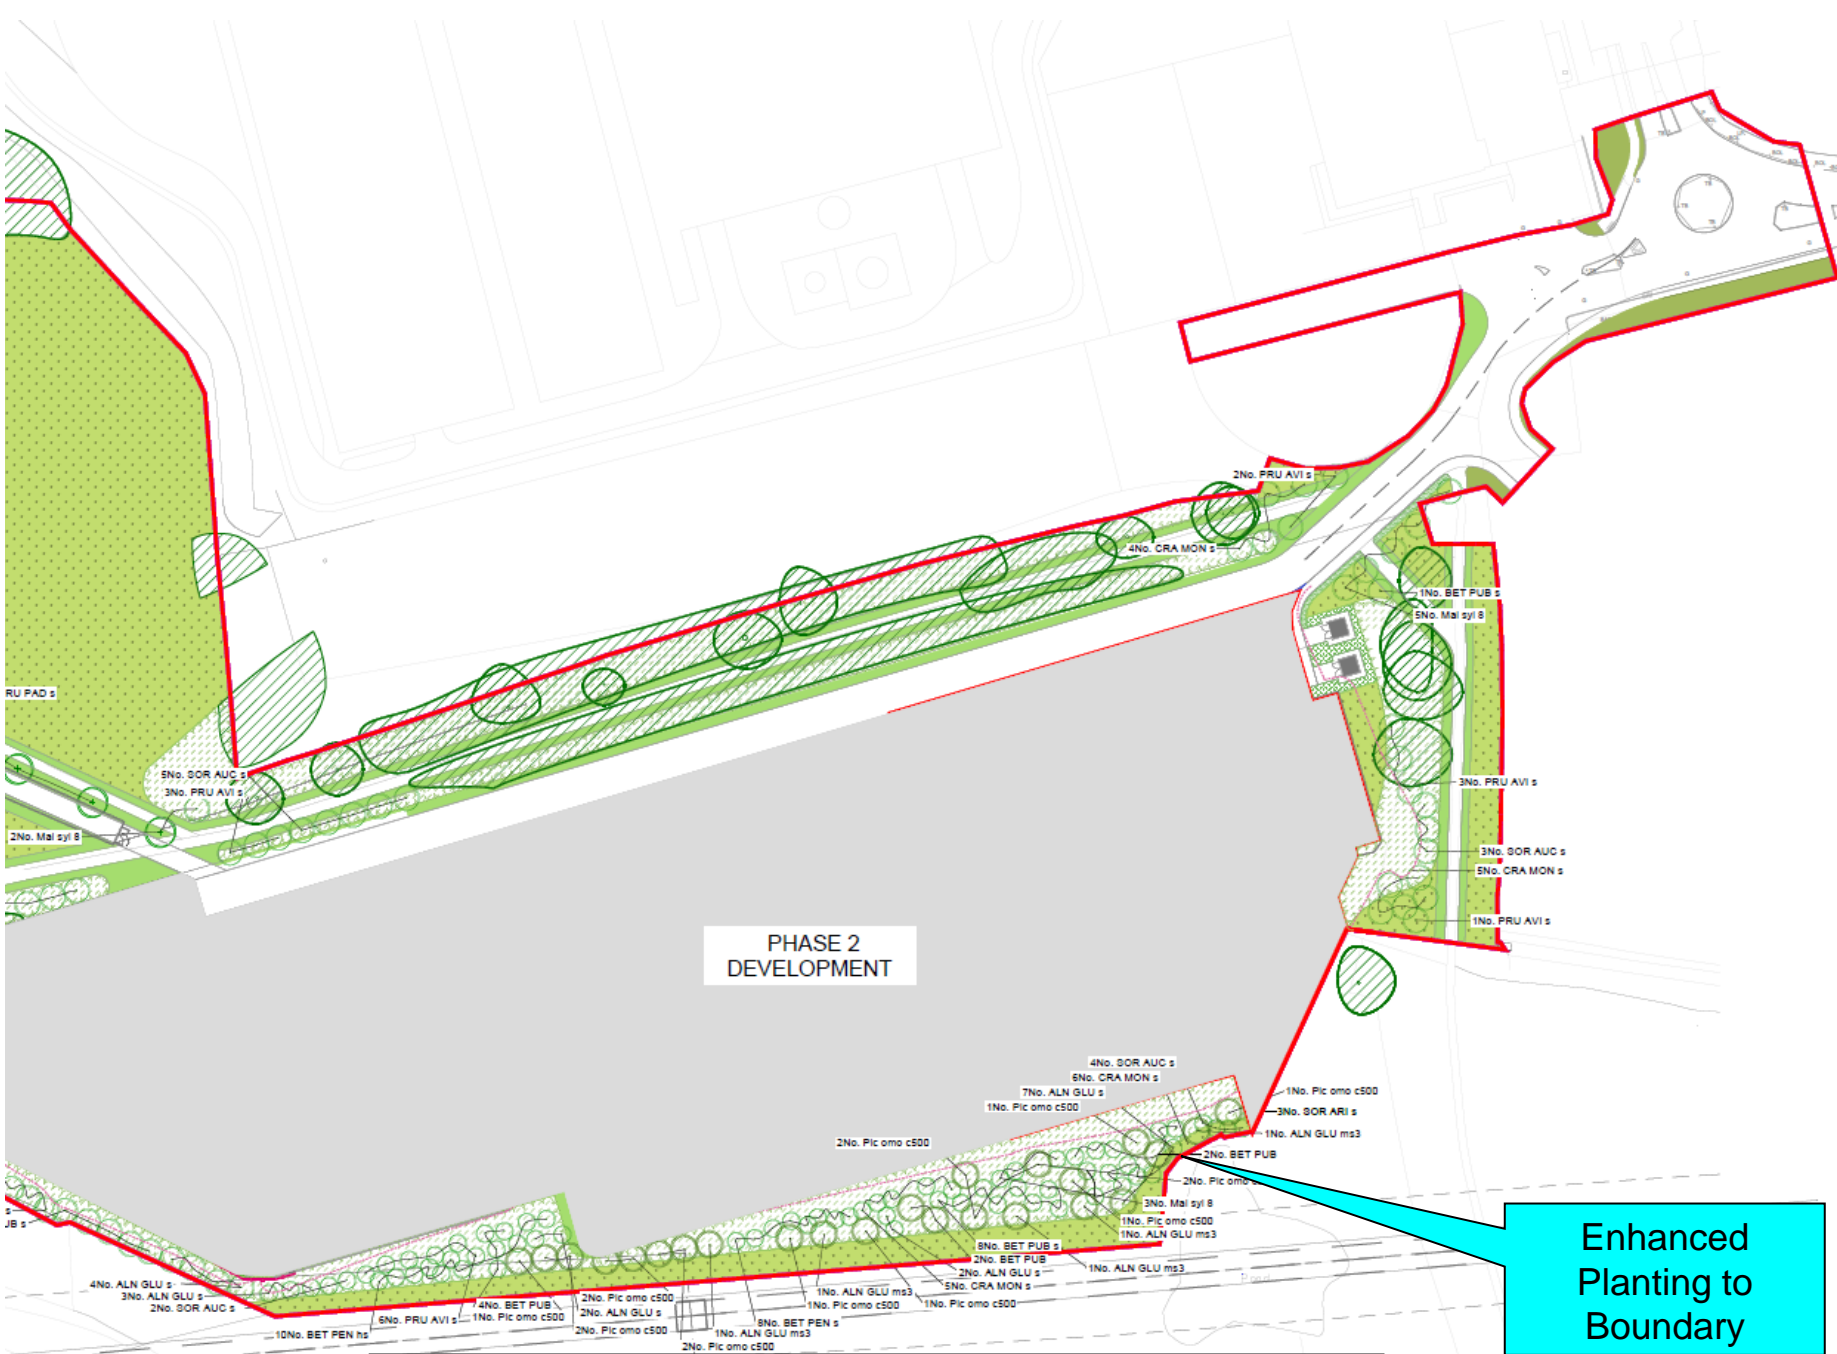 2No. PRU AVI s
4No. CRA MON s
1No. BET PUB s
5No. Mal syl 8
RU PAD s
5No. SOR AUC s
3No. PRU AVI s
2No. Mal syl 8
3No. PRU AVI s
3No. SOR AUC s
5No. CRA MON s
1No. PRU AVI s
PHASE 2
DEVELOPMENT
4No. SOR AUC s
6No. CRA MON s
7No. ALN GLU s
1No. Pic omo c500
2No. Pic omo c500
1No. Pic omo c500
3No. SOR ARI s
1No. ALN GLU ms3
2No. BET PUB
2No. Pic omo c
3No. Mal syl 8
1No. Pic omo c500
1No. ALN GLU ms3
s
JB s
8No. BET PUB s
2No. BET PUB
2No. ALN GLU s
5No. CRA MON s
1No. ALN GLU ms3
1No. Pic omo c500
4No. ALN GLU s
3No. ALN GLU s
2No. SOR AUC s
10No. BET PEN hs
6No. PRU AVI s
4No. BET PUB
1No. Pic omo c500
2No. Pic omo c500
2No. ALN GLU s
2No. Pic omo c500
1No. ALN GLU ms3
1No. Pic omo c500
8No. BET PEN s
1No. ALN GLU ms3
2No. Pic omo c500
Pond
Enhanced
Planting to
Boundary